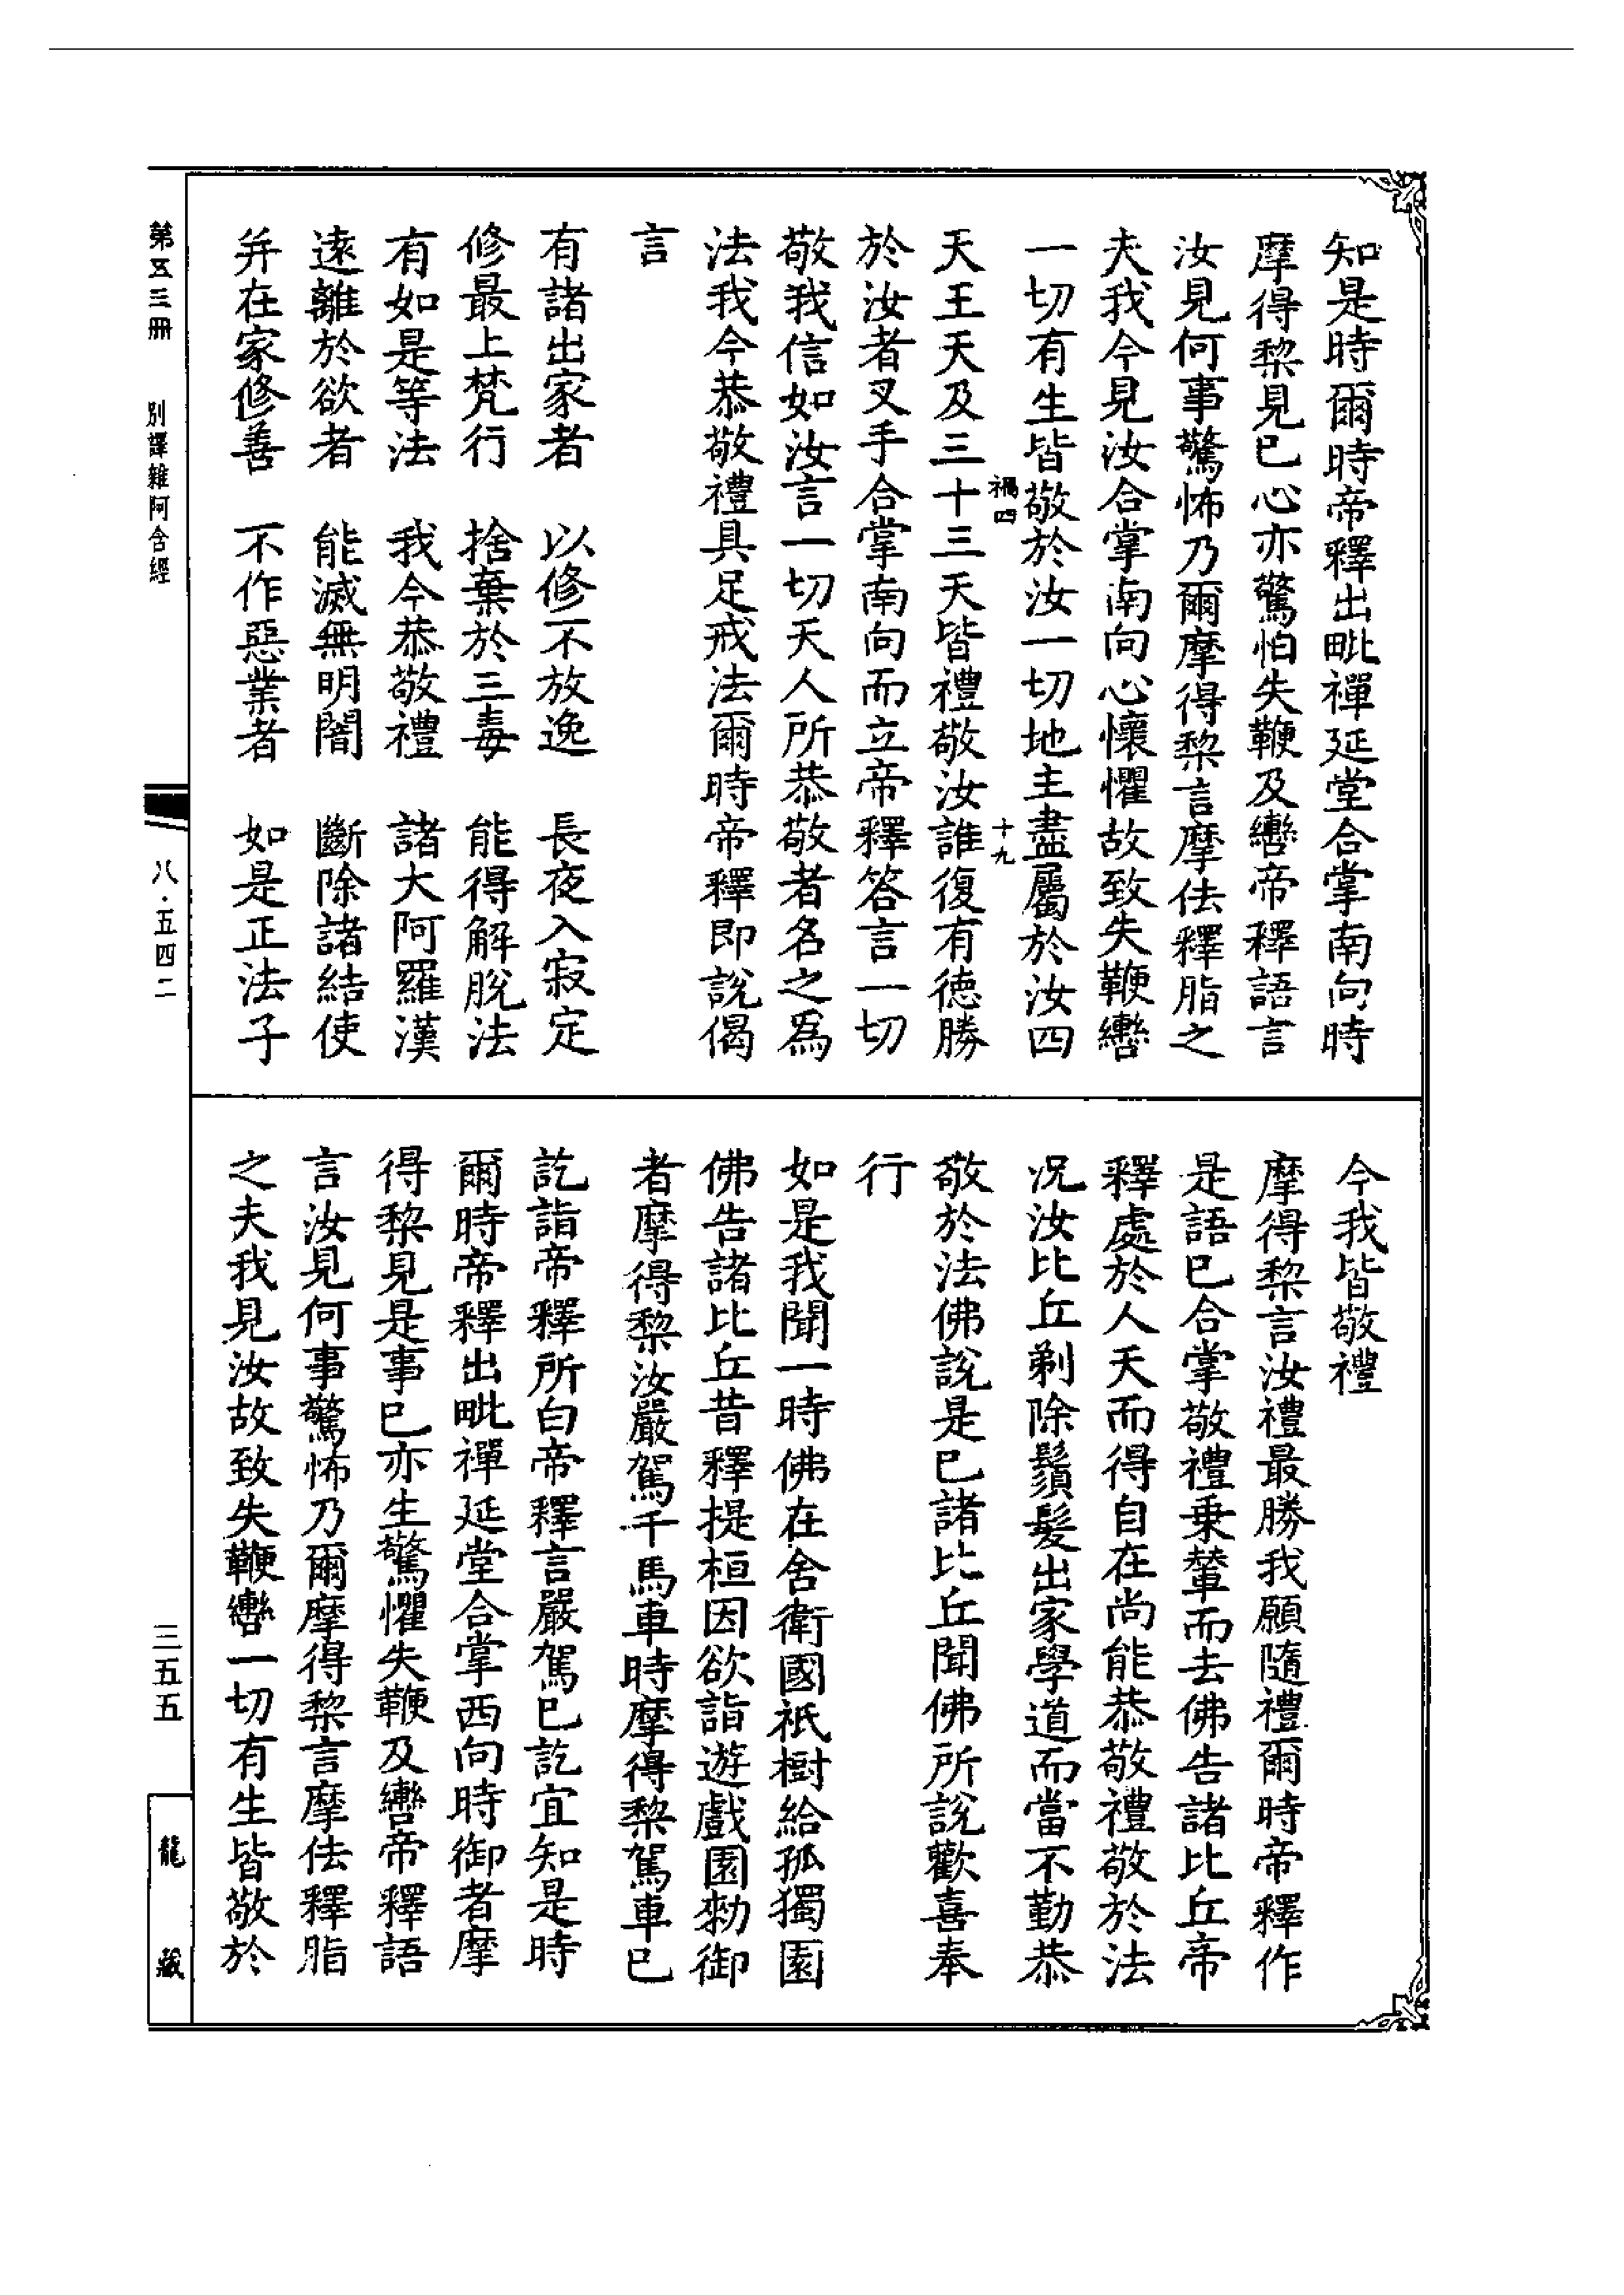 知是時爾時帝釋出毗禪延堂合掌南向時
摩得梨見已心亦驚怕失鞭及轡帝釋語言
汝見何事驚怖乃爾摩得梨言摩佉釋脂之
夫我今見汝合掌南向心懷懼故致失鞭轡
一切有生皆敬於汝一切地主盡屬於汝四
禍四 十九
天王天及三十三天皆禮敬汝誰復有德勝
於汝者叉手合掌南向而立帝釋答言一切
敬我信如汝言一切天人所恭敬者名之為
法我今恭敬禮具足戒法爾時帝釋即說偈
言
有諸出家者 以修不放逸 長夜入寂定
修最上梵行 捨棄於三毒 能得解脫法
有如是等法 我今恭敬禮 諸大阿羅漢
遠離於欲者 能滅無明闇 斷除諸結使
并在家修善 不作惡業者 如是正法子
今我皆敬禮
摩得梨言汝禮最勝我願隨禮爾時帝釋作
是語已合掌敬禮乗輦而去佛告諸比丘帝
釋處於人天而得自在尚能恭敬禮敬於法
況汝比丘剃除鬚髮出家學道而當不勤恭
敬於法佛說是已諸比丘聞佛所說歡喜奉
行
如是我聞一時佛在舍衛國祇樹給孤獨園
佛告諸比丘昔釋提桓因欲詣遊戲園勑御
者摩得梨汝嚴駕千馬車時摩得梨駕車已
訖詣帝釋所白帝釋言嚴駕已訖宜知是時
爾時帝釋出毗禪延堂合掌西向時御者摩
得梨見是事已亦生驚懼失鞭及轡帝釋語
言汝見何事驚怖乃爾摩得梨言摩佉釋脂
之夫我見汝故致失鞭轡一切有生皆敬於
第五三冊 別譯雜阿含經 八·五四二 三五五 龍藏